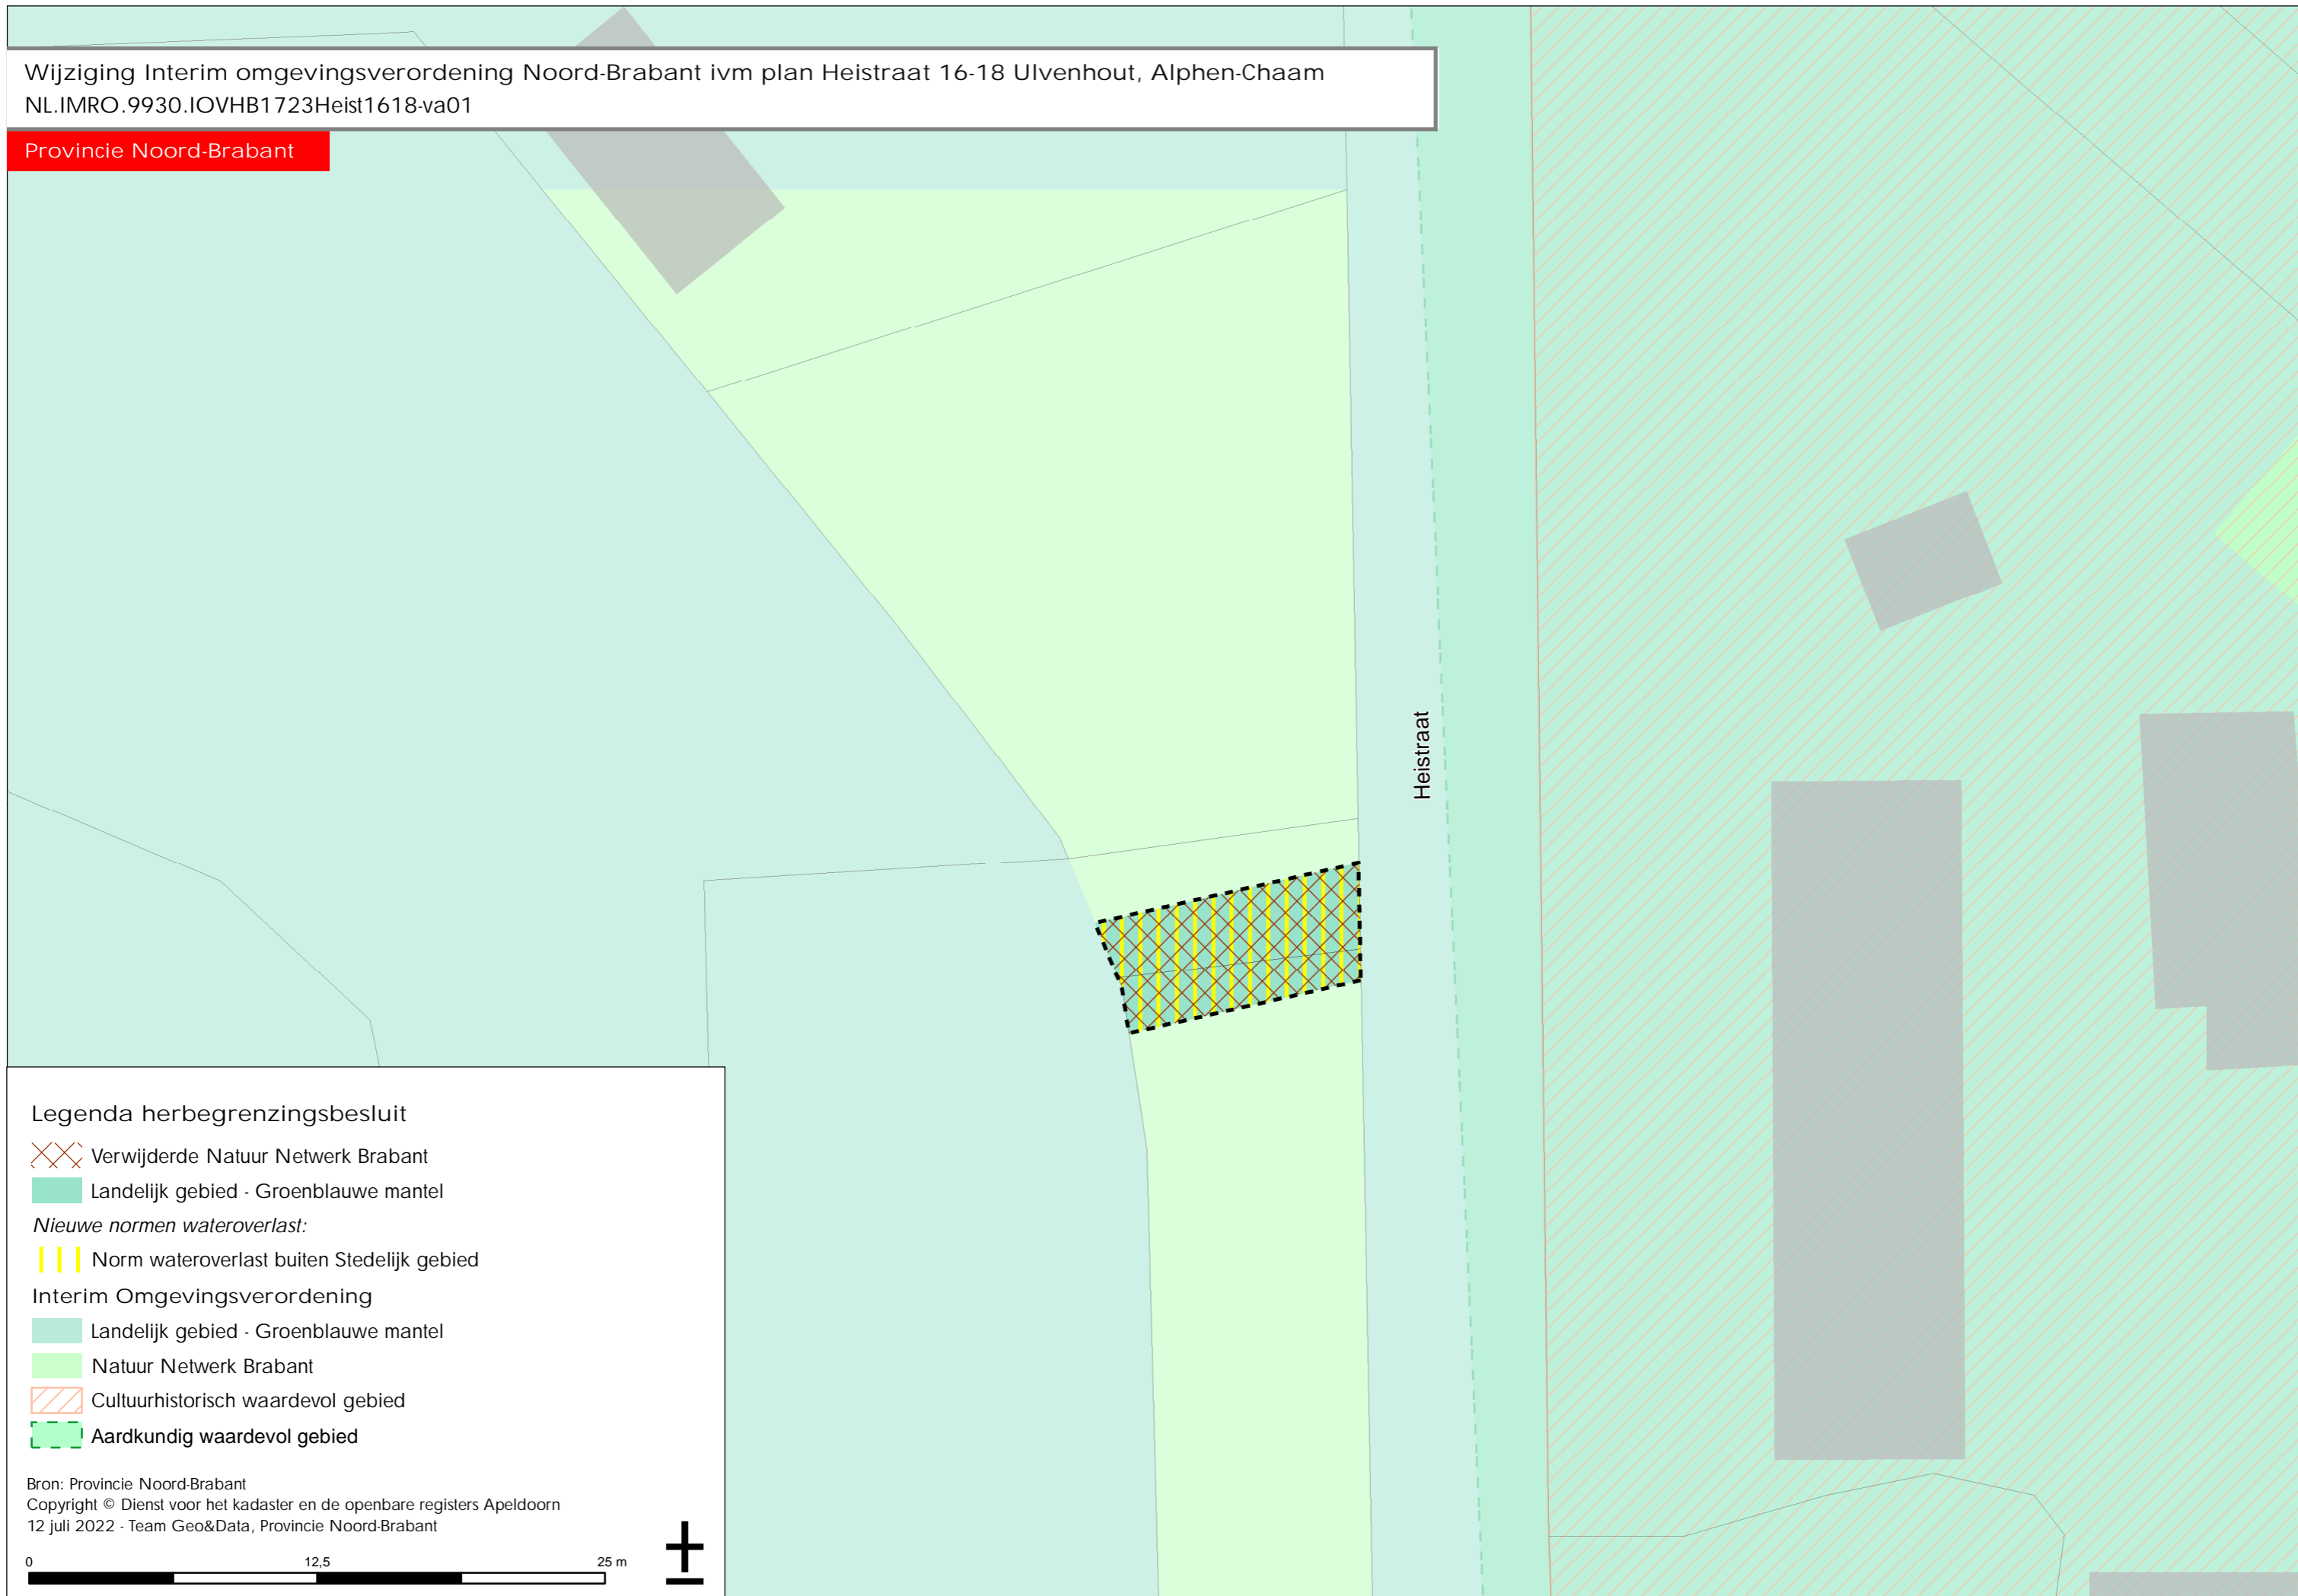 Wijziging Interim omgevingsverordening Noord-Brabant ivm plan Heistraat 16-18 Ulvenhout, Alphen-Chaam
NL.IMRO.9930.IOVHB1723Heist1618-va01
Provincie Noord-Brabant
Heistraat
Legenda herbegrenzingsbesluit
Verwijderde Natuur Netwerk Brabant
Landelijk gebied - Groenblauwe mantel
Nieuwe normen wateroverlast:
Norm wateroverlast buiten Stedelijk gebied
Interim Omgevingsverordening
Landelijk gebied - Groenblauwe mantel
Natuur Netwerk Brabant
Cultuurhistorisch waardevol gebied
Aardkundig waardevol gebied
Bron: Provincie Noord-Brabant
Copyright © Dienst voor het kadaster en de openbare registers Apeldoorn
12 juli 2022 - Team Geo&Data, Provincie Noord-Brabant
0 12,5 25 m